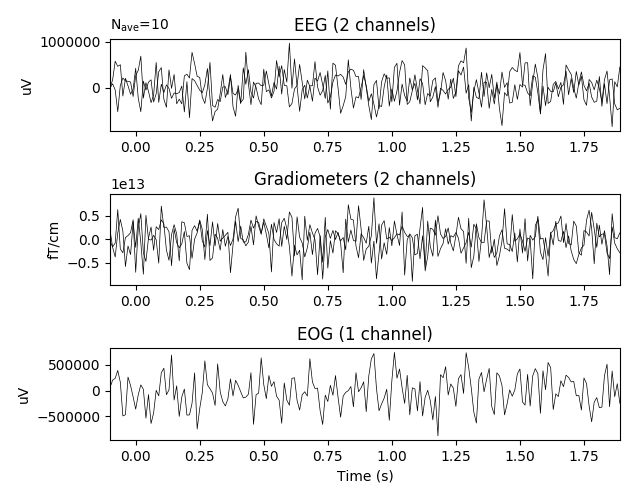 N_ave=10
EEG (2 channels)
1000000
0
uV
0.00 0.25 0.50 0.75 1.00 1.25 1.50 1.75
1e13
Gradiometers (2 channels)
0.5
0.0
−0.5
fT/cm
0.00 0.25 0.50 0.75 1.00 1.25 1.50 1.75
EOG (1 channel)
500000
0
−500000
uV
0.00 0.25 0.50 0.75 1.00 1.25 1.50 1.75
Time (s)